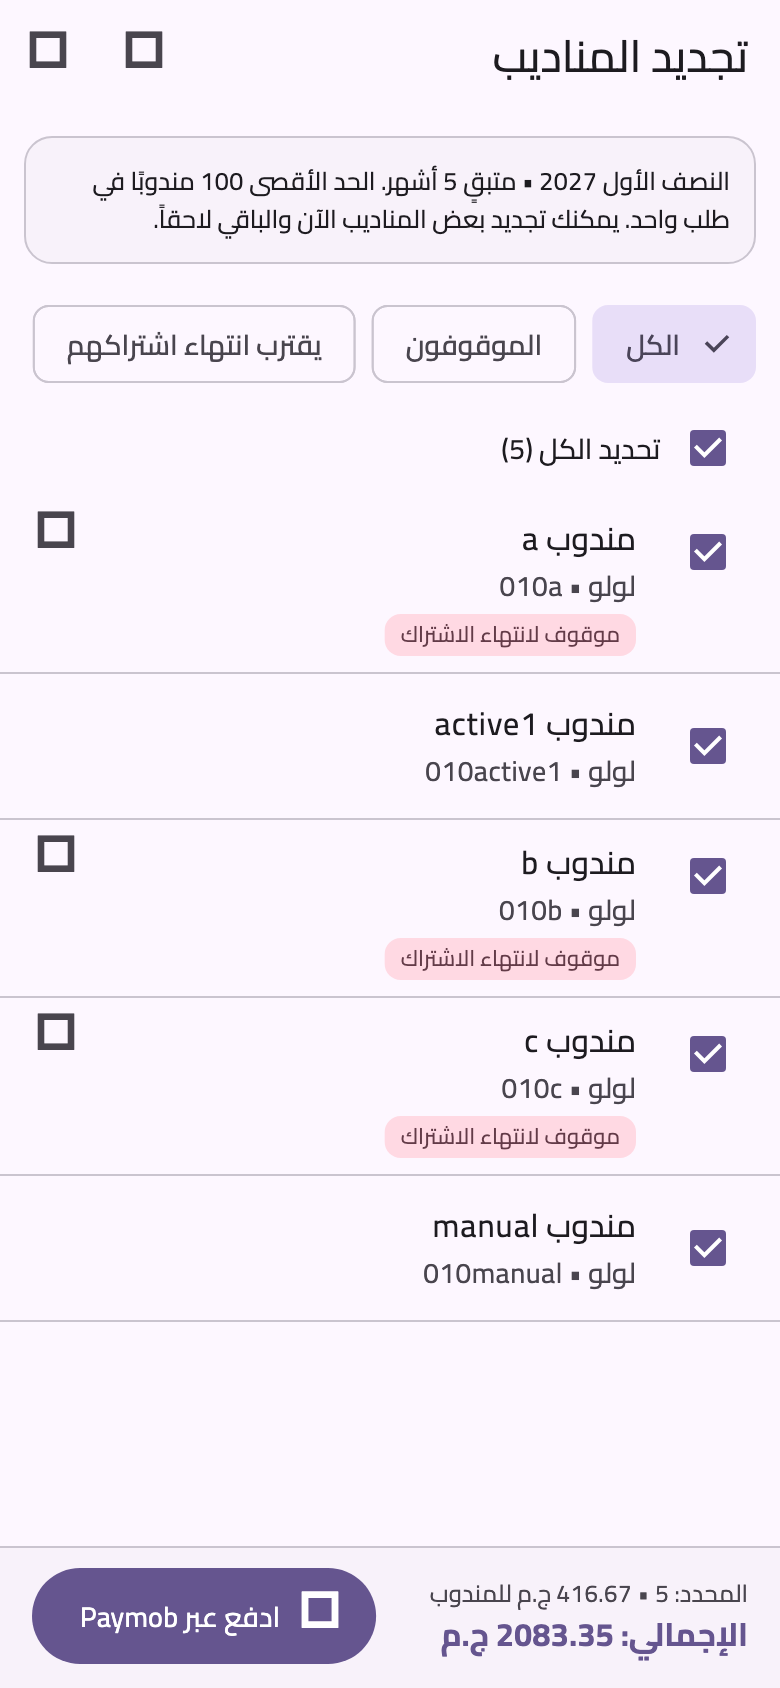 تجديد المناديب
النصف الأول 2027 • متبقٍ 5 أشهر. الحد الأقصى 100 مندوبًا في
طلب واحد. يمكنك تجديد بعض المناديب الآن والباقي لاحقاً.
الكل
الموقوفون
يقترب انتهاء اشتراكهم
تحديد الكل (5)
مندوب a
لولو • 010a
موقوف لانتهاء الاشتراك
مندوب active1
لولو • 010active1
مندوب b
لولو • 010b
موقوف لانتهاء الاشتراك
مندوب c
لولو • 010c
موقوف لانتهاء الاشتراك
مندوب manual
لولو • 010manual
المحدد: 5 • 416.67 ج.م للمندوب
الإجمالي: 2083.35 ج.م
ادفع عبر Paymob